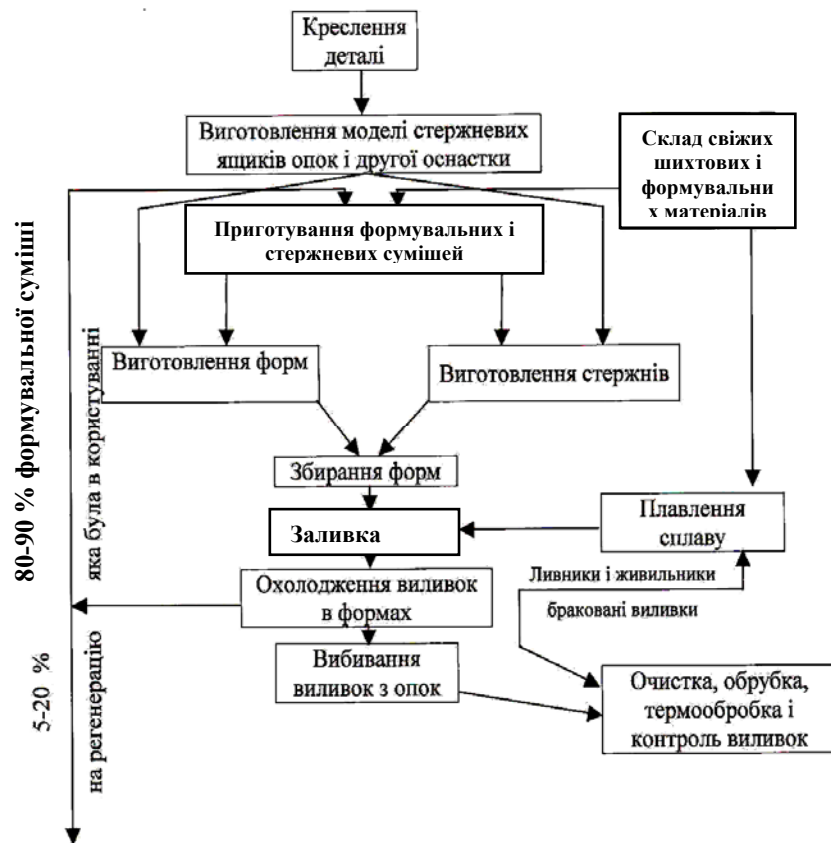 Креслення
деталі
Виготовлення моделі стержневих
ящиків опок і другої оснастки
Склад свіжих
шихтових і
формувальни
х матеріалів
Приготування формувальних і
стержневих сумішей
80-90 % формувальної суміші
яка була в користуванні
Виготовлення форм
Виготовлення стержнів
Збирання форм
Заливка
Плавлення
сплаву
Ливники і живильники
браковані виливки
Охолодження виливок
в формах
Вибивання
виливок з опок
Очистка, обрубка,
термообробка і
контроль виливок
5-20 %
на регенерацію